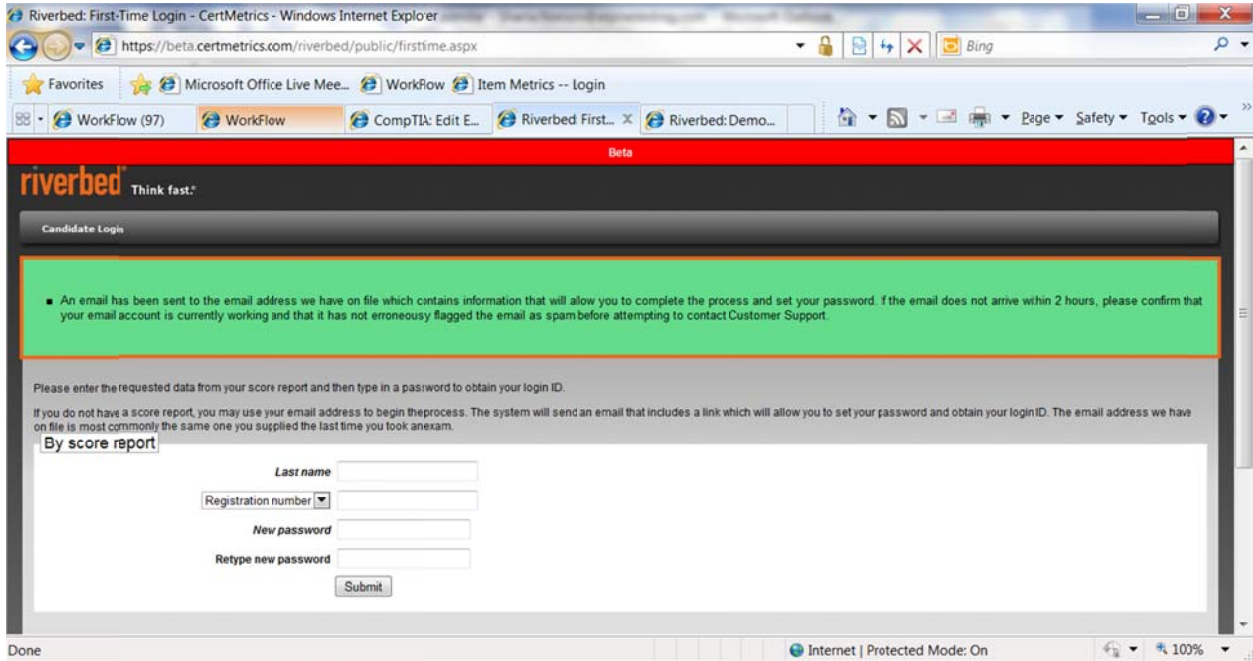 Riverbed: First-Time Login - CertMetrics - Windows Internet Explorer
https://beta.certmetrics.com/riverbed/public/firsttime.aspx
Bing
Favorites Microsoft Office Live Mee... WorkFlow Item Metrics -- login
WorkFlow (97) WorkFlow CompTIA: Edit E... Riverbed First... X Riverbed: Demo... Page Safety Tools
Beta
riverbed Think fast.®
Candidate Login
An email has been sent to the email address we have on file which contains information that will allow you to complete the process and set your password. f the email does not arrive within 2 hours, please confirm that
your email account is currently working and that it has not erroneousy flagged the email as spam before attempting to contact Customer Support.
Please enter the requested data from your score report and then type in a password to obtain your login ID.
If you do not have a score report, you may use your email address to begin the process. The system will send an email that includes a link which will allow you to set your password and obtain your login ID. The email address we have
on file is most commonly the same one you supplied the last time you took an exam.
By score report
Last name
Registration number
New password
Retype new password
Submit
Done Internet | Protected Mode: On 100%